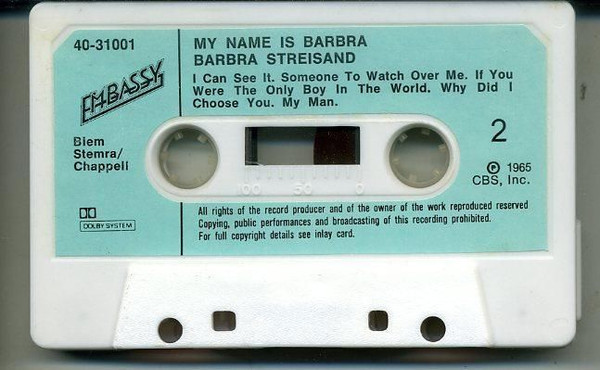 40-31001
EMBASSY
MY NAME IS BARBRA
BARBRA STREISAND
I Can See It. Someone To Watch Over Me. If You
Were The Only Boy In The World. Why Did I
Choose You. My Man.
2
Biem
Stemra/
Chappell
℗ 1965
CBS, Inc.
100 50 0
DOLBY SYSTEM
All rights of the record producer and of the owner of the work reproduced reserved
Copying, public performances and broadcasting of this recording prohibited.
For full copyright details see inlay card.